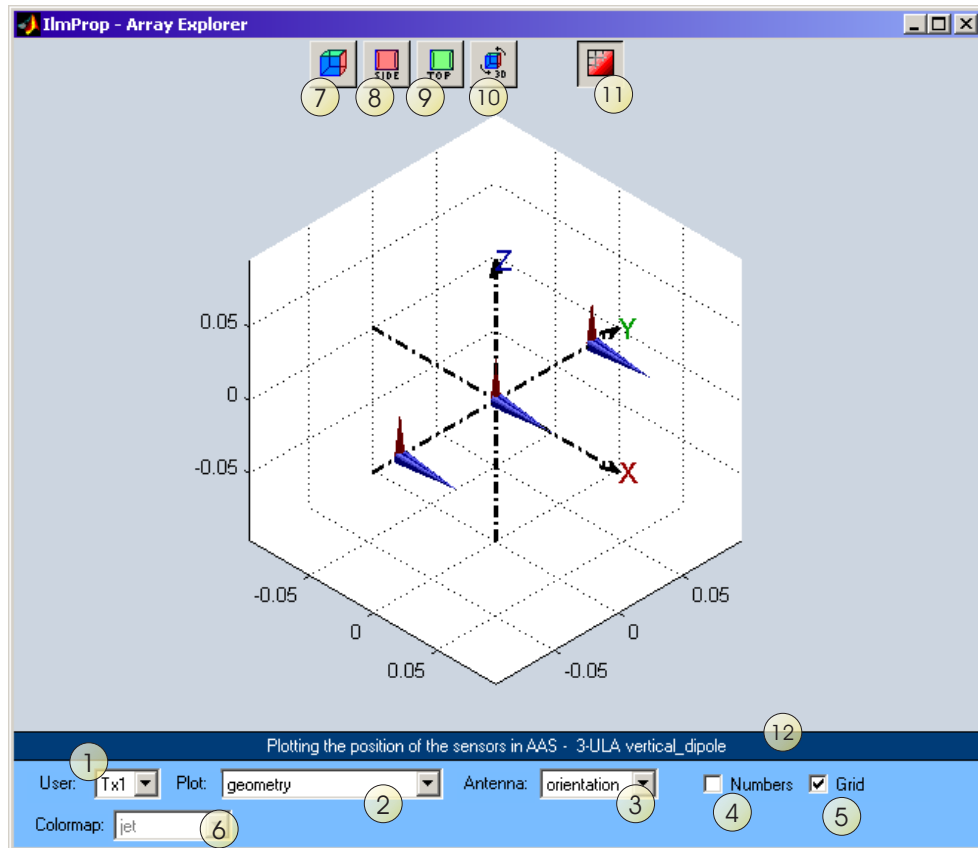 IlmProp - Array Explorer
SIDE TOP 3D
7 8 9 10 11
Z
Y
X
0.05
0
-0.05
-0.05
0
0.05
0.05
0
-0.05
12
Plotting the position of the sensors in AAS - 3-ULA vertical_dipole
1
User: Tx1 Plot: geometry Antenna: orientation Numbers Grid
2 3 4 5
Colormap: jet 6